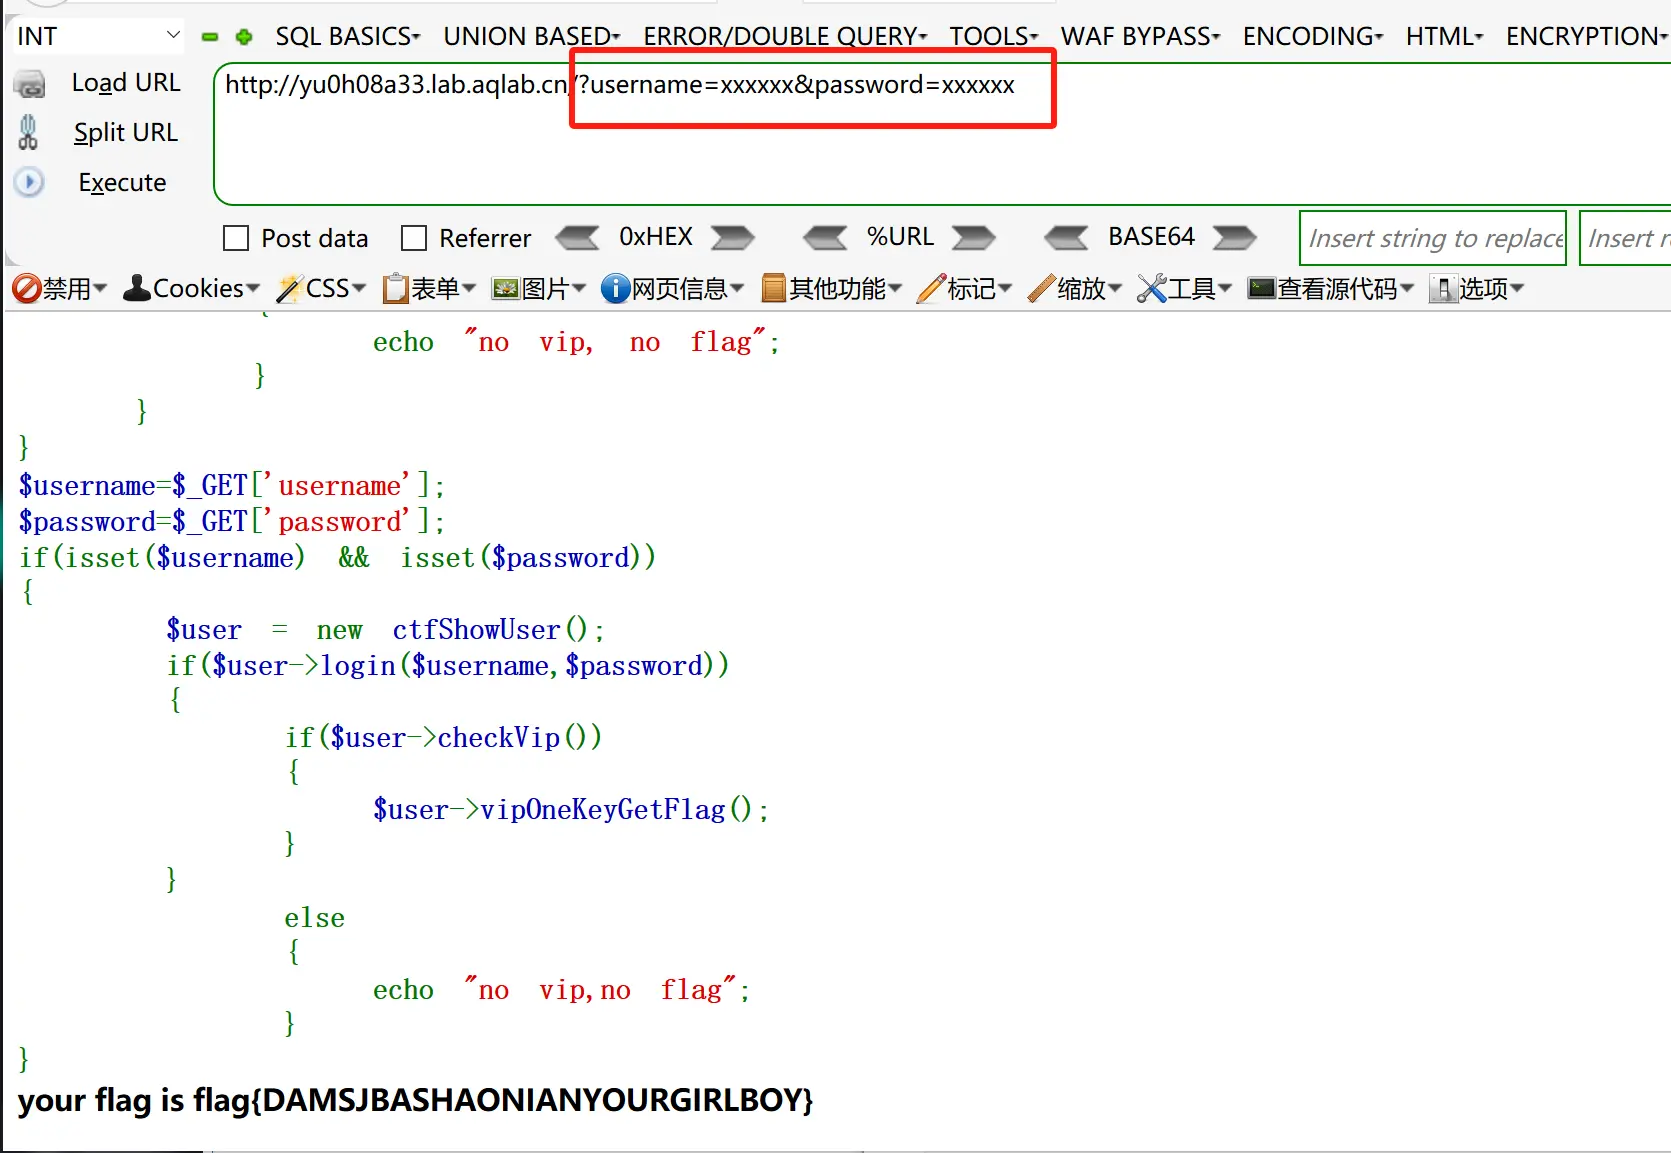 INT SQL BASICS UNION BASED ERROR/DOUBLE QUERY TOOLS WAF BYPASS ENCODING HTML ENCRYPTION
Load URL http://yu0h08a33.lab.aqlab.cn/?username=xxxxxx&password=xxxxxx
Split URL
Execute
Post data Referrer 0xHEX %URL BASE64 Insert string to replace Insert r
禁用 Cookies CSS 表单 图片 网页信息 其他功能 标记 缩放 工具 查看源代码 选项
{
echo "no vip, no flag";
}
}
}
$username=$_GET['username'];
$password=$_GET['password'];
if(isset($username) && isset($password))
{
$user = new ctfShowUser();
if($user->login($username,$password))
{
if($user->checkVip())
{
$user->vipOneKeyGetFlag();
}
}
else
{
echo "no vip,no flag";
}
}
your flag is flag{DAMSJBASHAONIANYOURGIRLBOY}